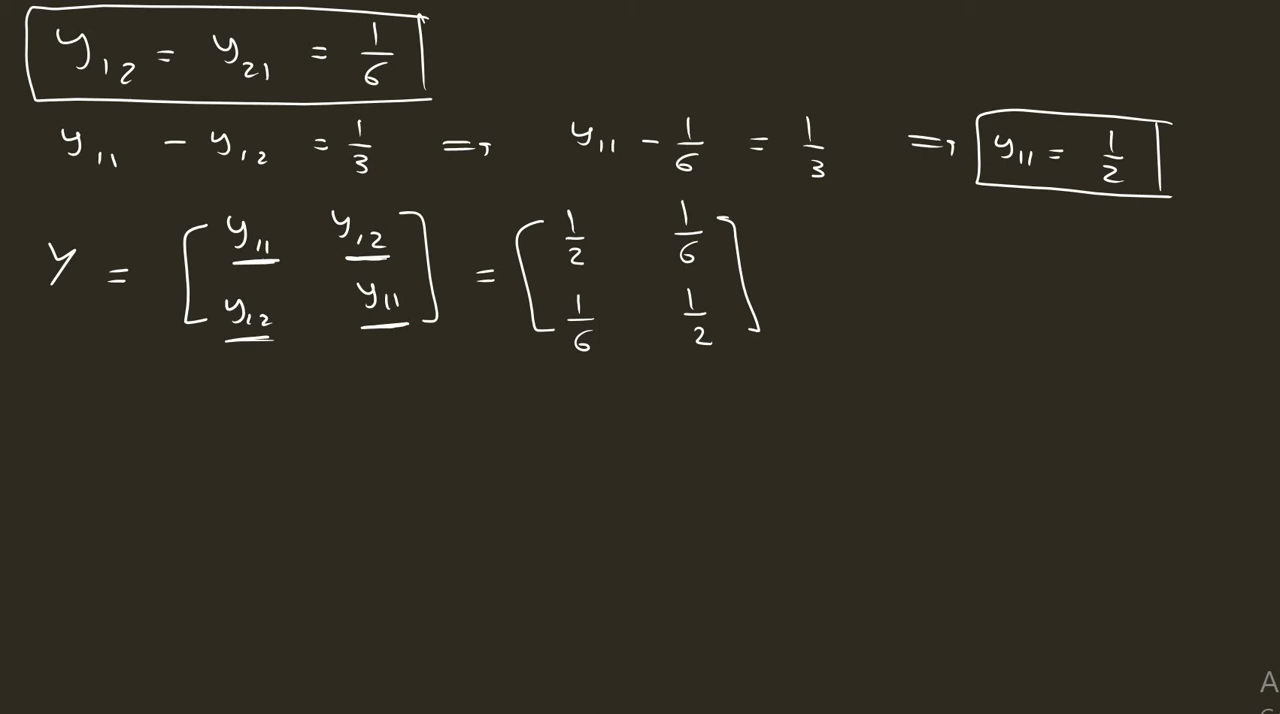 y₁₂ = y₂₁ = 1/6
y₁₁ - y₁₂ = 1/3 ⇒ y₁₁ - 1/6 = 1/3 ⇒ y₁₁ = 1/2
Y = [ y₁₁ y₁₂ ; y₁₂ y₁₁ ] = [ 1/2 1/6 ; 1/6 1/2 ]
A